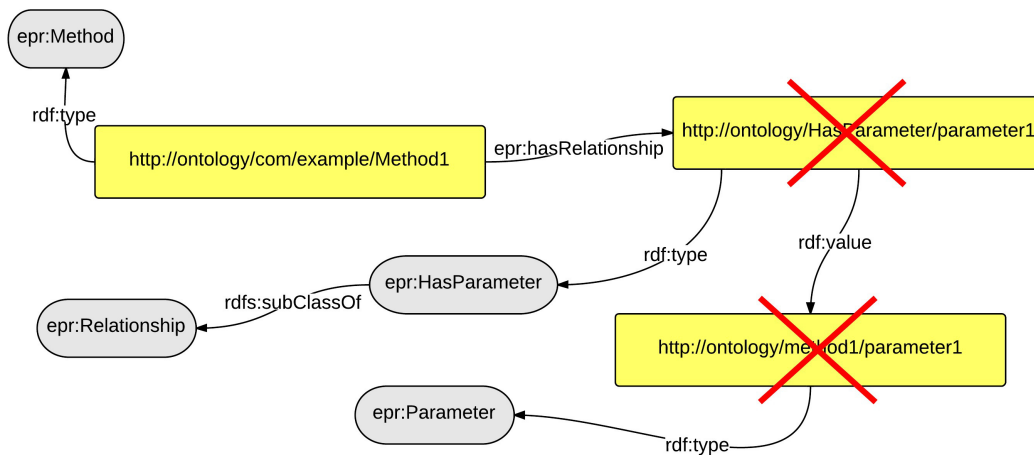 epr:Method
rdf:type
http://ontology/com/example/Method1
epr:hasRelationship
http://ontology/HasParameter/parameter1
rdf:type
rdf:value
epr:HasParameter
rdfs:subClassOf
epr:Relationship
http://ontology/method1/parameter1
epr:Parameter
rdf:type